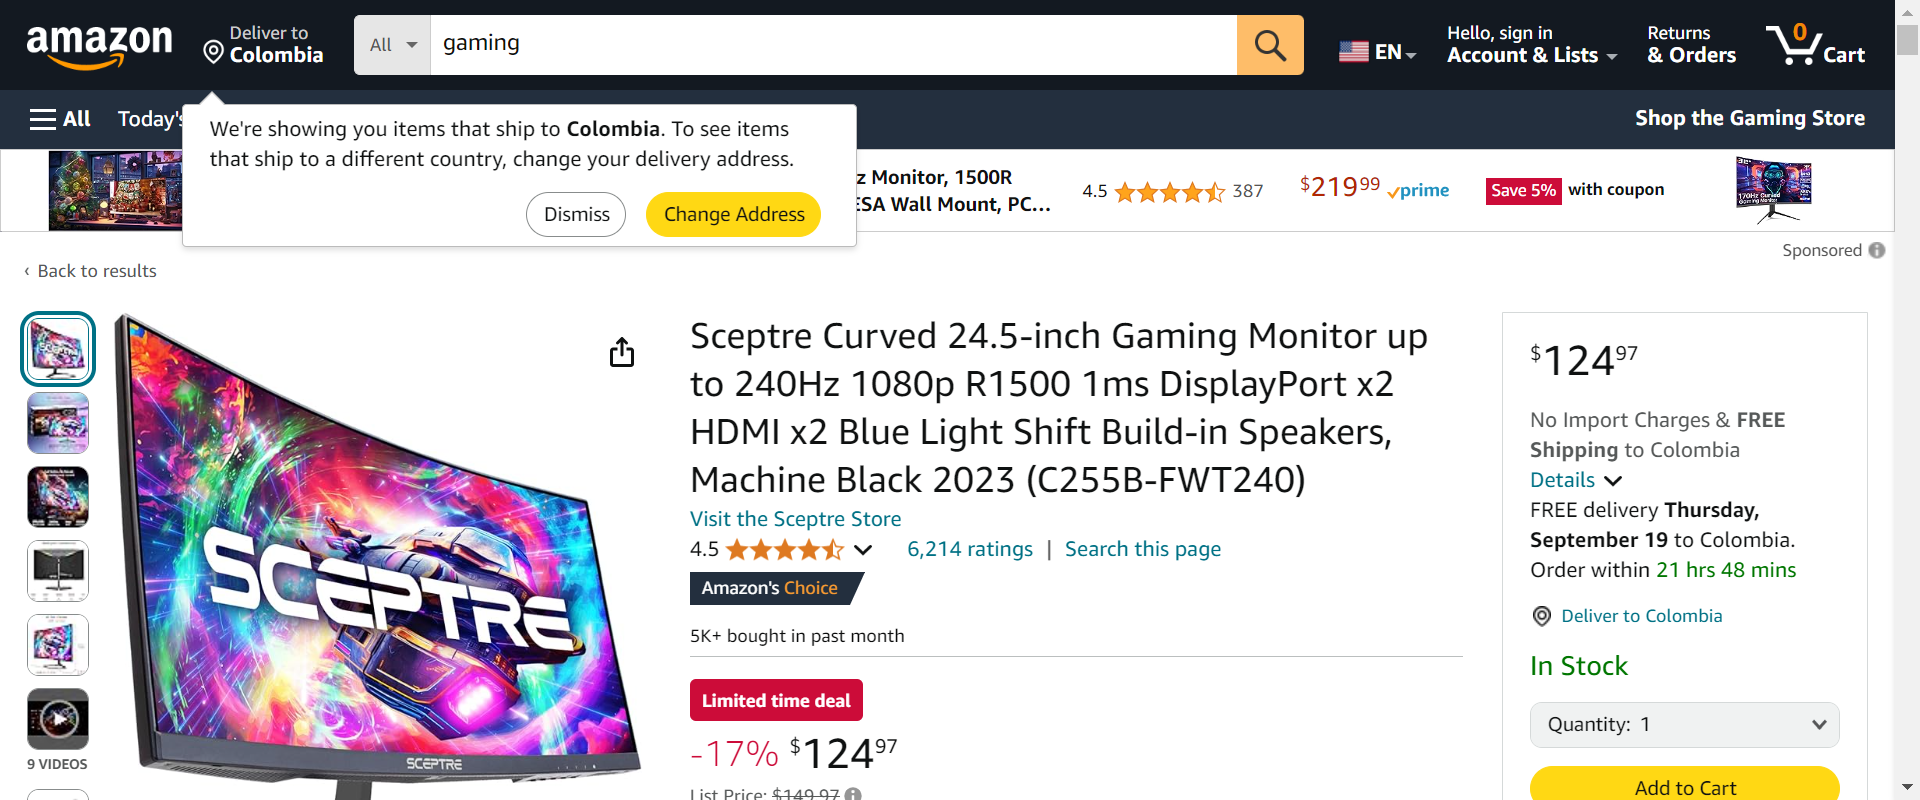 amazon
Deliver to
Colombia
All
gaming
EN
Hello, sign in
Account & Lists
Returns
& Orders
0
Cart
All
Today's
Shop the Gaming Store
We're showing you items that ship to Colombia. To see items
that ship to a different country, change your delivery address.
Dismiss
Change Address
z Monitor, 1500R
ESA Wall Mount, PC...
4.5
387
$219.99
prime
Save 5% with coupon
170Hz Curved
Gaming Monitor
Sponsored
‹ Back to results
SCEPTRE
SCEPTRE
9 VIDEOS
Sceptre Curved 24.5-inch Gaming Monitor up
to 240Hz 1080p R1500 1ms DisplayPort x2
HDMI x2 Blue Light Shift Build-in Speakers,
Machine Black 2023 (C255B-FWT240)
Visit the Sceptre Store
4.5
6,214 ratings | Search this page
Amazon's Choice
5K+ bought in past month
Limited time deal
-17% $124 97
List Price: $149.97
$124 97
No Import Charges & FREE
Shipping to Colombia
Details
FREE delivery Thursday,
September 19 to Colombia.
Order within 21 hrs 48 mins
Deliver to Colombia
In Stock
Quantity: 1
Add to Cart